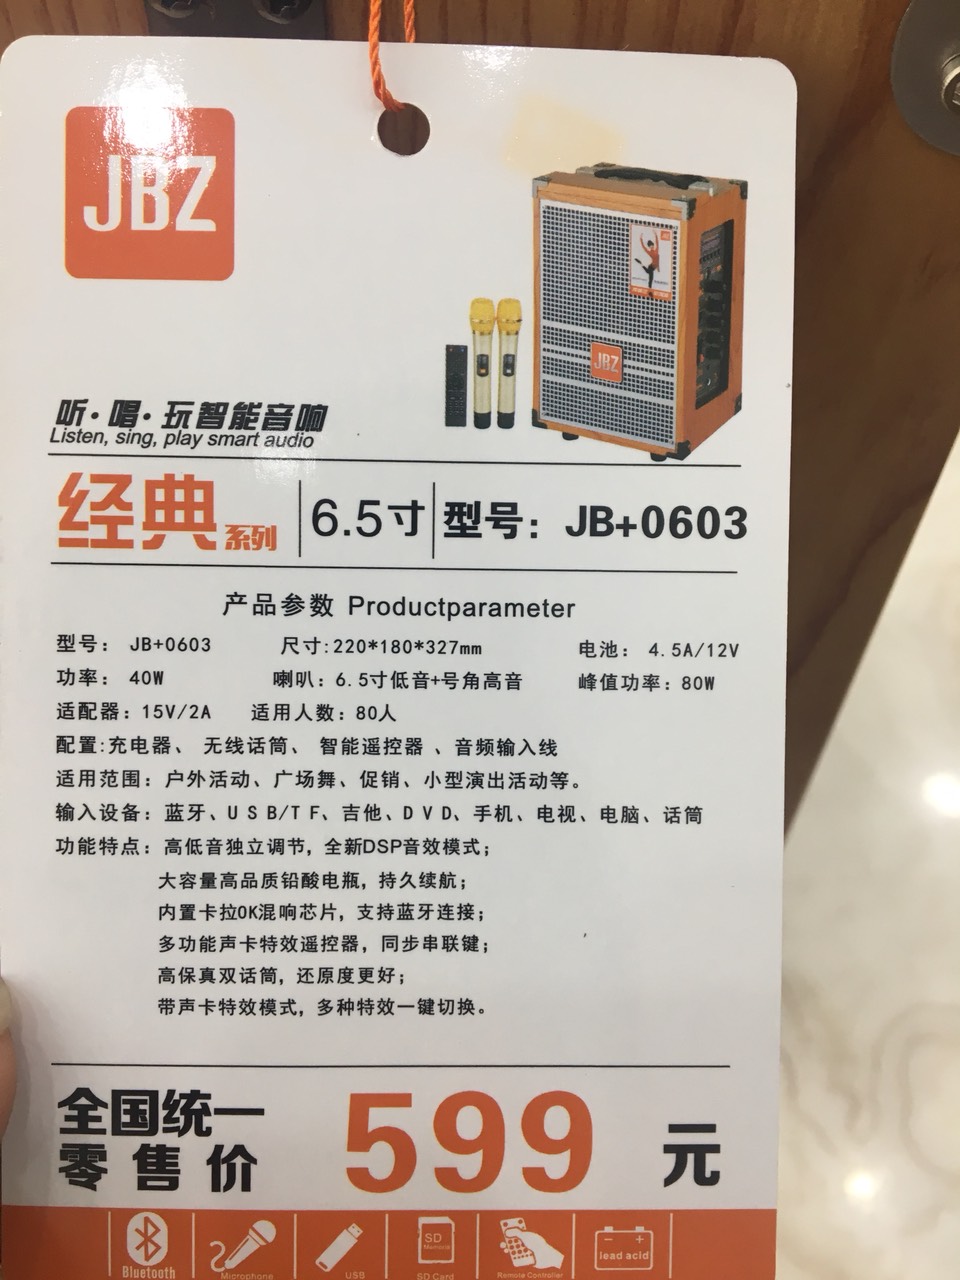 JBZ
JBZ
听·唱·玩智能音响
Listen, sing, play smart audio
经典系列 6.5寸 型号：JB+0603
产品参数 Productparameter
型号：JB+0603 尺寸:220*180*327mm 电池：4.5A/12V
功率：40W 喇叭：6.5寸低音+号角高音 峰值功率：80W
适配器：15V/2A 适用人数：80人
配置:充电器、无线话筒、智能遥控器、音频输入线
适用范围：户外活动、广场舞、促销、小型演出活动等。
输入设备：蓝牙、USB/TF、吉他、DVD、手机、电视、电脑、话筒
功能特点：高低音独立调节，全新DSP音效模式；
大容量高品质铅酸电瓶，持久续航；
内置卡拉OK混响芯片，支持蓝牙连接；
多功能声卡特效遥控器，同步串联键；
高保真双话筒，还原度更好；
带声卡特效模式，多种特效一键切换。
全国统一
零售价 599 元
SD
Memorie
lead acid
Bluetooth Microphone USB SD Card Remote Controller